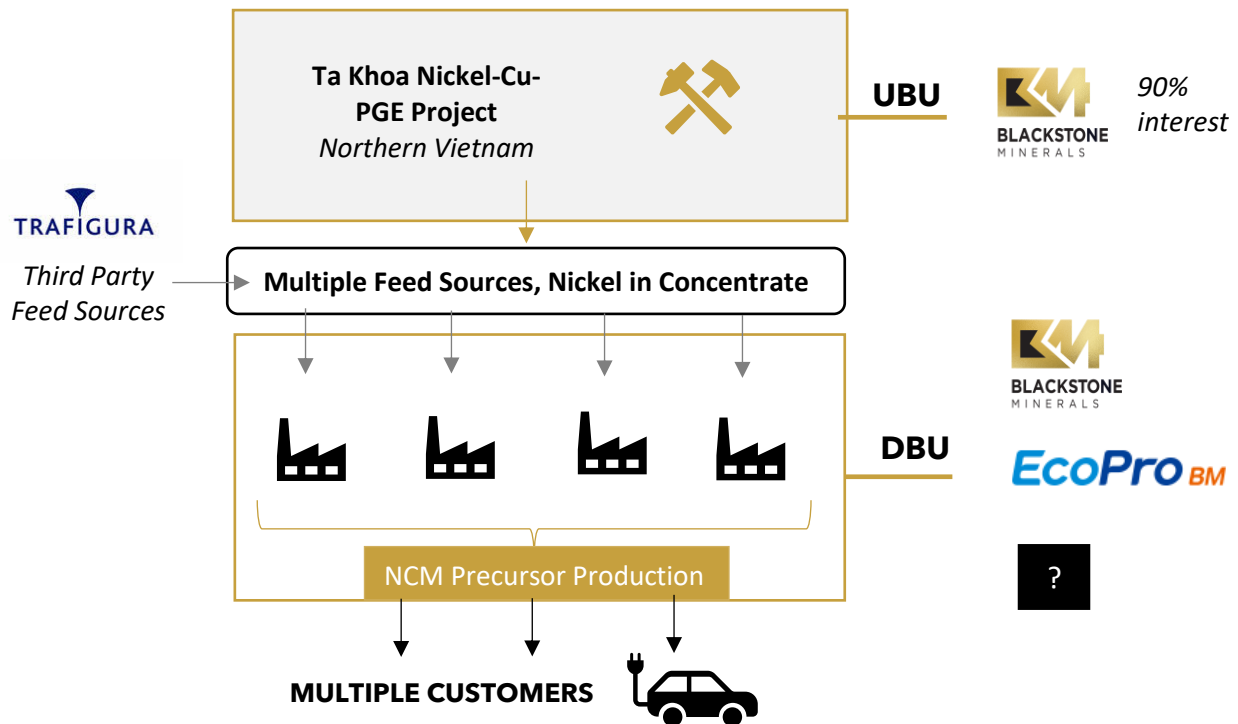 Ta Khoa Nickel-Cu-
PGE Project
Northern Vietnam
UBU
BLACKSTONE
MINERALS
90%
interest
TRAFIGURA
Third Party
Feed Sources
Multiple Feed Sources, Nickel in Concentrate
BLACKSTONE
MINERALS
DBU
EcoPro BM
NCM Precursor Production
?
MULTIPLE CUSTOMERS